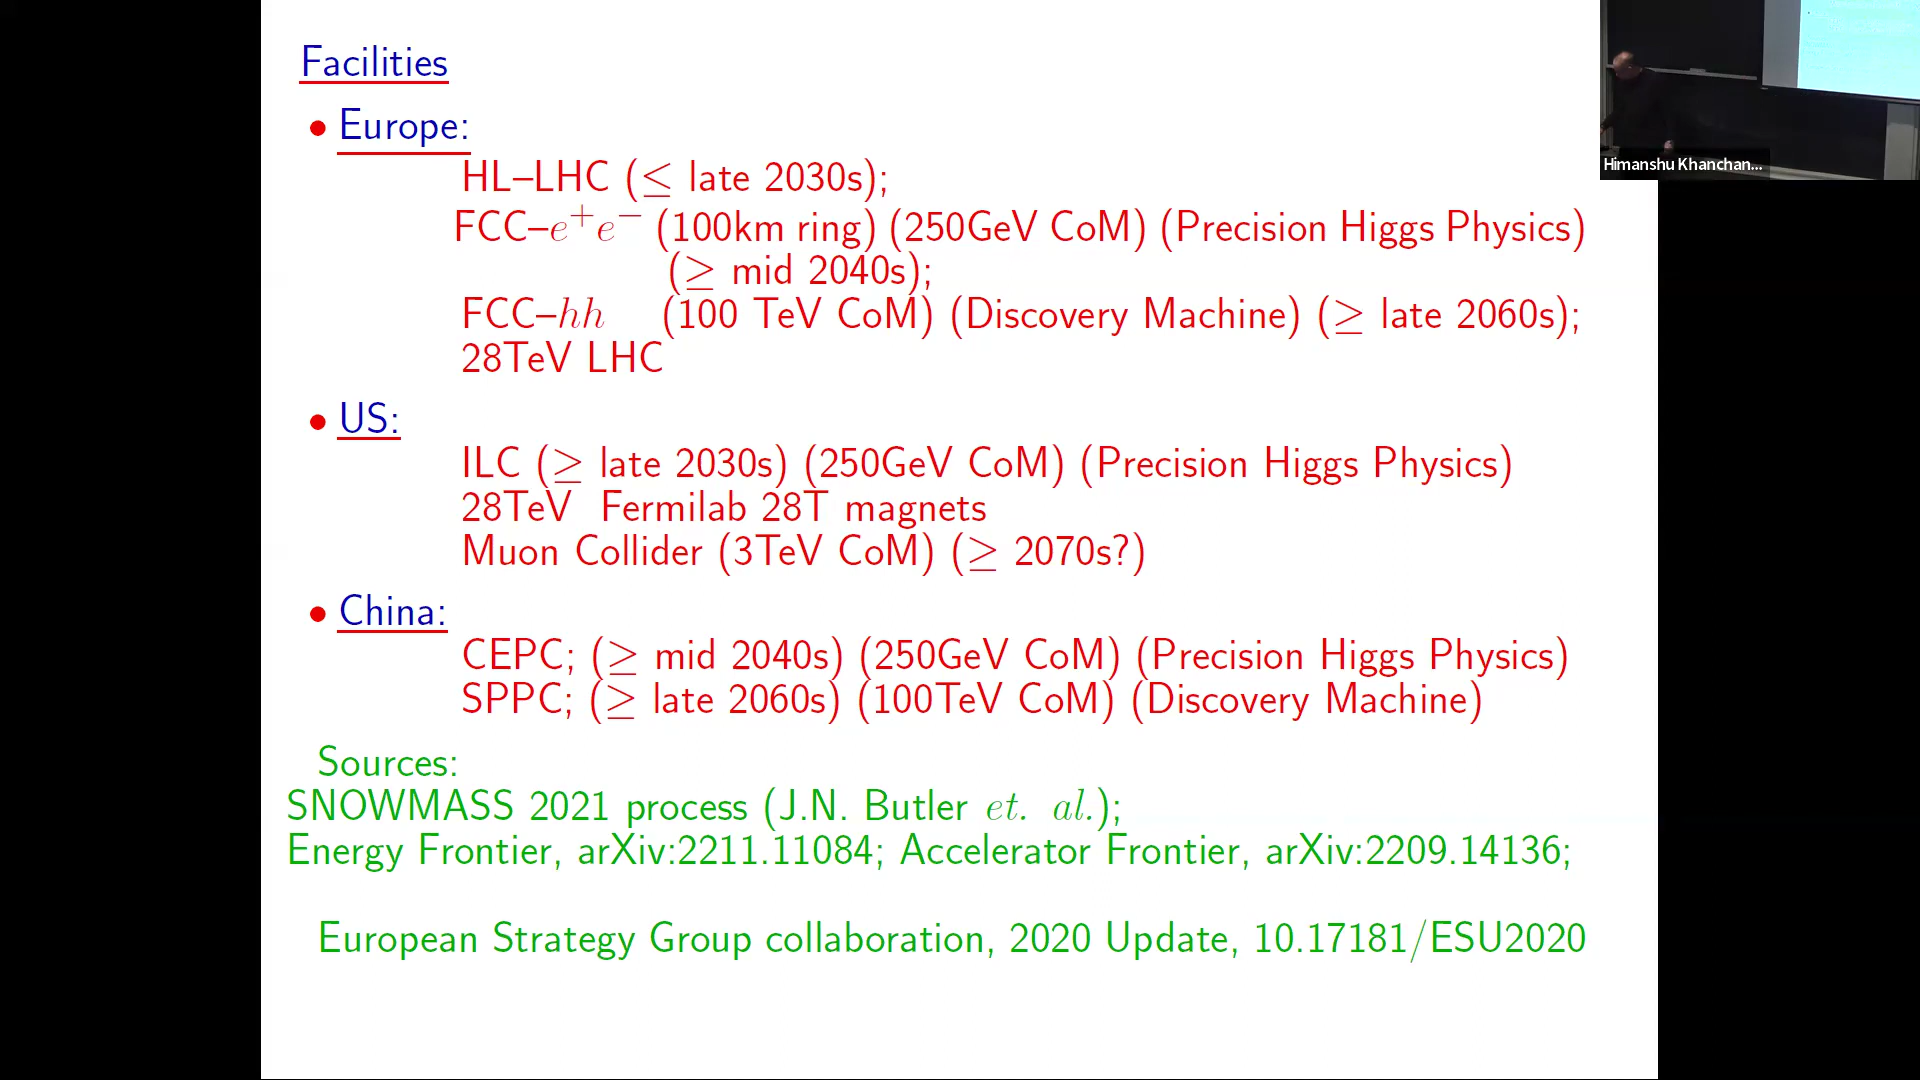 Facilities
• Europe:
HL–LHC (≤ late 2030s);
FCC–e⁺e⁻ (100km ring) (250GeV CoM) (Precision Higgs Physics)
(≥ mid 2040s);
FCC–hh (100 TeV CoM) (Discovery Machine) (≥ late 2060s);
28TeV LHC
• US:
ILC (≥ late 2030s) (250GeV CoM) (Precision Higgs Physics)
28TeV Fermilab 28T magnets
Muon Collider (3TeV CoM) (≥ 2070s?)
• China:
CEPC; (≥ mid 2040s) (250GeV CoM) (Precision Higgs Physics)
SPPC; (≥ late 2060s) (100TeV CoM) (Discovery Machine)
Sources:
SNOWMASS 2021 process (J.N. Butler et. al.);
Energy Frontier, arXiv:2211.11084; Accelerator Frontier, arXiv:2209.14136;
European Strategy Group collaboration, 2020 Update, 10.17181/ESU2020
Himanshu Khanchan...